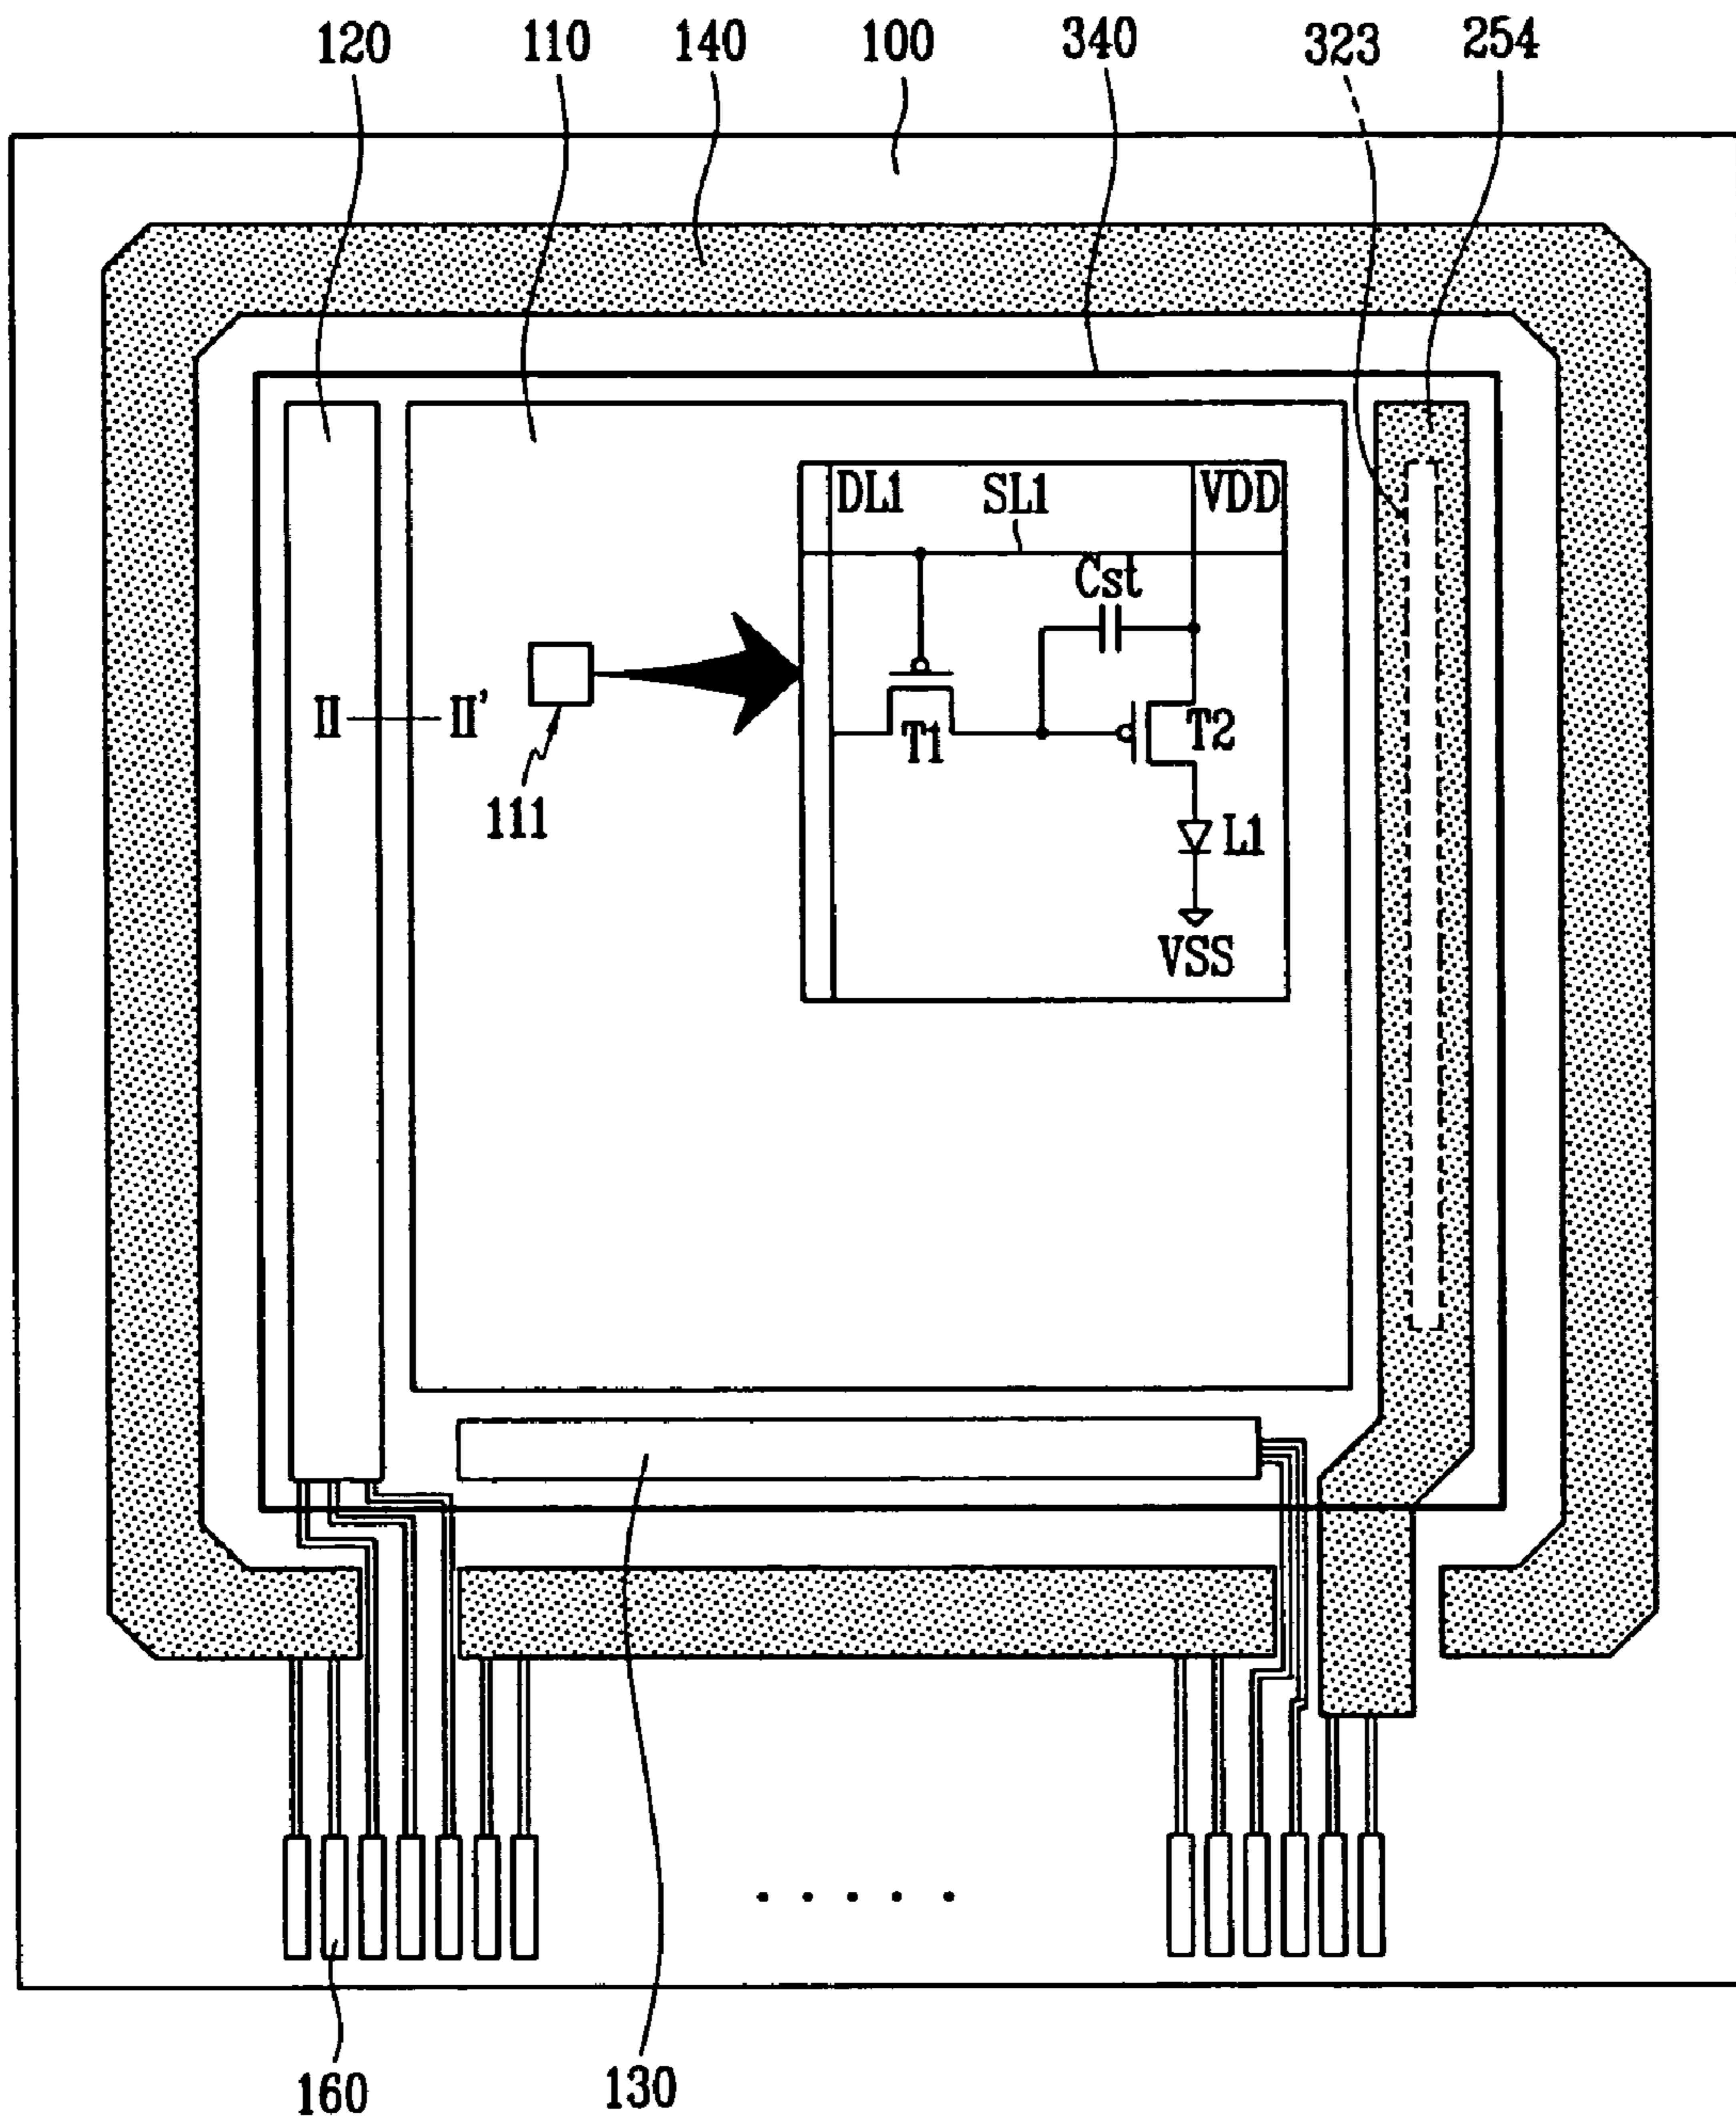 120 110 140 100 340 323 254
DL1 SL1 VDD
Cst
II II'
T1 T2
111
L1
VSS
160 130